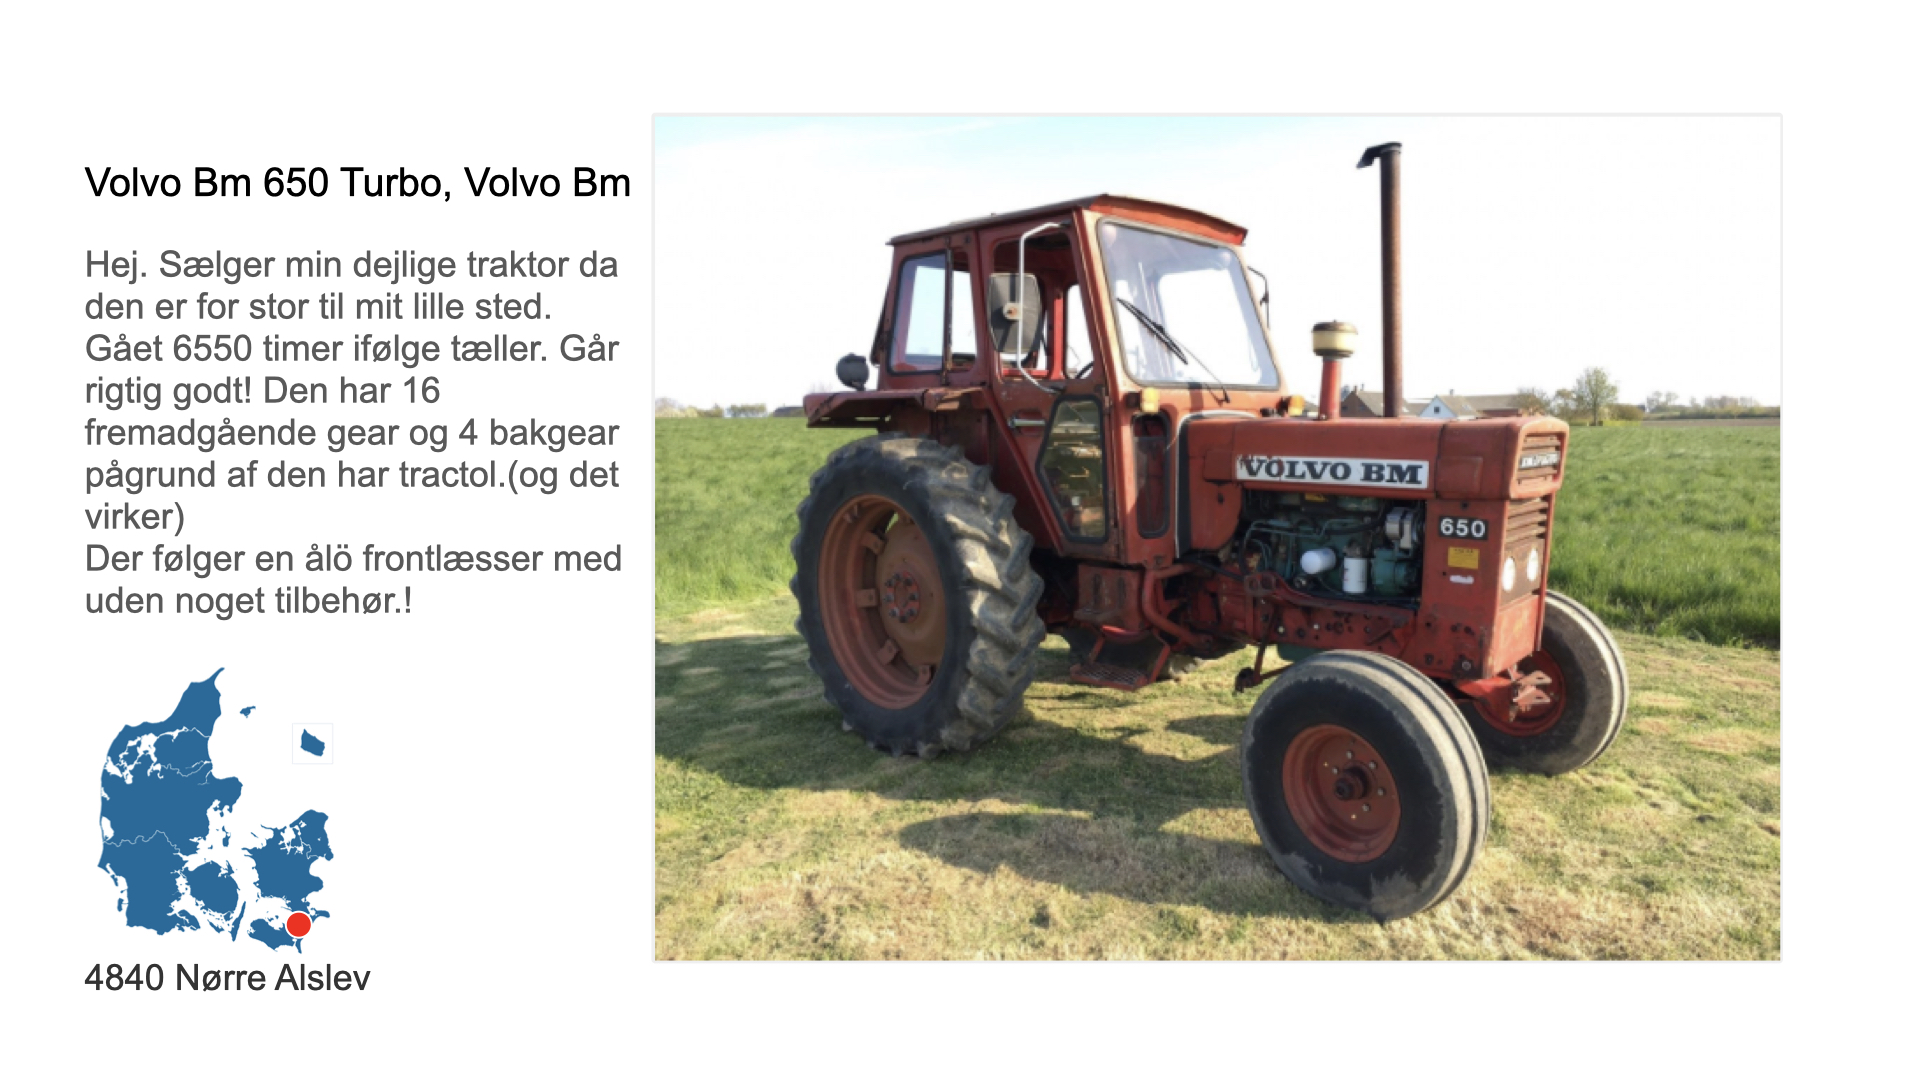 Volvo Bm 650 Turbo, Volvo Bm
Hej. Sælger min dejlige traktor da
den er for stor til mit lille sted.
Gået 6550 timer ifølge tæller. Går
rigtig godt! Den har 16
fremadgående gear og 4 bakgear
pågrund af den har tractol.(og det
virker)
Der følger en ålö frontlæsser med
uden noget tilbehør.!
4840 Nørre Alslev
VOLVO BM
650